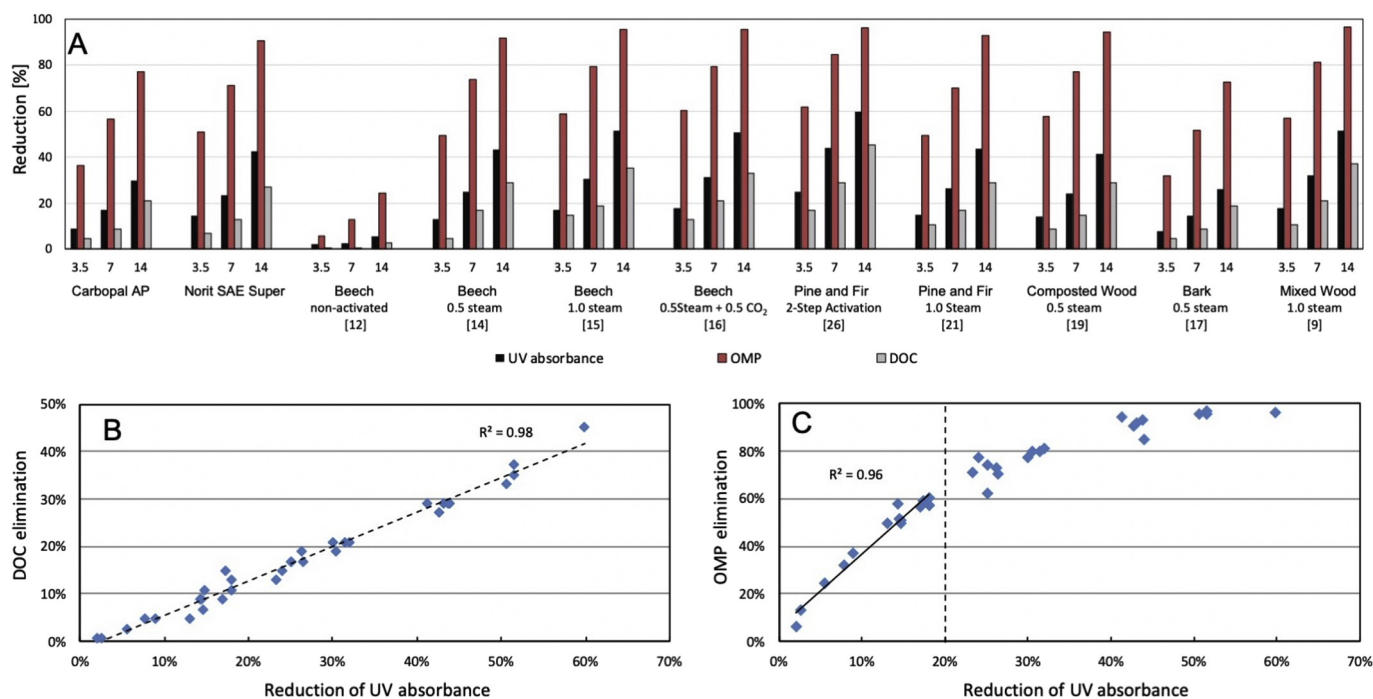 A
Reduction [%]
100
80
60
40
20
0
3.5 7 14 3.5 7 14 3.5 7 14 3.5 7 14 3.5 7 14 3.5 7 14 3.5 7 14 3.5 7 14 3.5 7 14 3.5 7 14 3.5 7 14
Carbopal AP Norit SAE Super Beech Beech Beech Beech Pine and Fir Pine and Fir Composted Wood Bark Mixed Wood
non-activated 0.5 steam 1.0 steam 0.5Steam + 0.5 CO₂ 2-Step Activation 1.0 Steam 0.5 steam 0.5 steam 1.0 steam
[12] [14] [15] [16] [26] [21] [19] [17] [9]
UV absorbance OMP DOC
B
R² = 0.98
DOC elimination
50%
40%
30%
20%
10%
0%
0% 10% 20% 30% 40% 50% 60% 70%
Reduction of UV absorbance
C
R² = 0.96
OMP elimination
100%
80%
60%
40%
20%
0%
0% 10% 20% 30% 40% 50% 60% 70%
Reduction of UV absorbance